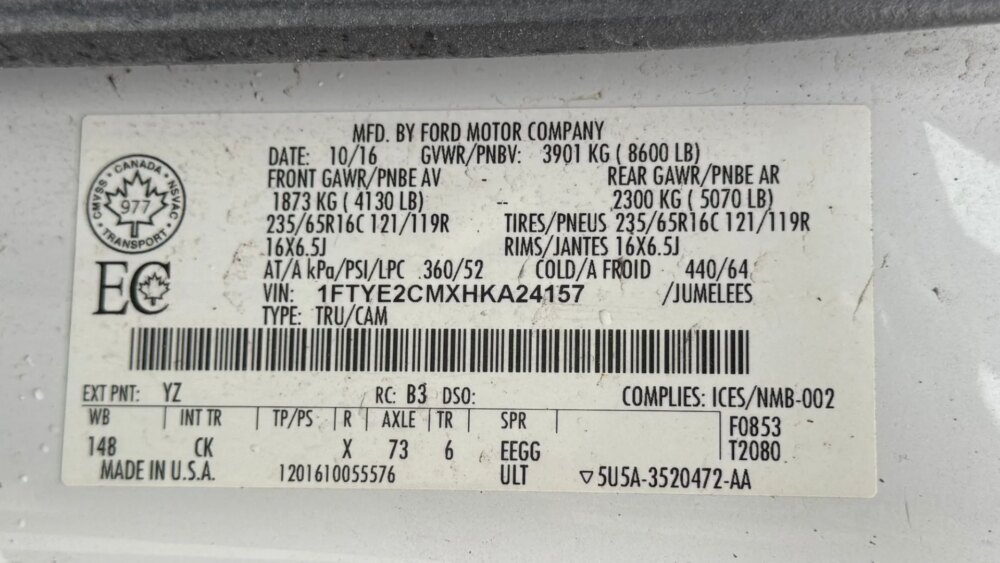 MFD. BY FORD MOTOR COMPANY
DATE: 10/16 GVWR/PNBV: 3901 KG ( 8600 LB)
FRONT GAWR/PNBE AV - REAR GAWR/PNBE AR
1873 KG ( 4130 LB) -- 2300 KG ( 5070 LB)
235/65R16C 121/119R TIRES/PNEUS 235/65R16C 121/119R
16X6.5J RIMS/JANTES 16X6.5J
AT/A kPa/PSI/LPC 360/52 COLD/A FROID 440/64
VIN: 1FTYE2CMXHKA24157 /JUMELEES
TYPE: TRU/CAM
CANADA
CMVSS NSVAC
977
TRANSPORT
EC
EXT PNT: YZ RC: B3 DSO: COMPLIES: ICES/NMB-002
WB INT TR TP/PS R AXLE TR SPR F0853
148 CK X 73 6 EEGG T2080
MADE IN U.S.A. 1201610055576 ULT ▽5U5A-3520472-AA